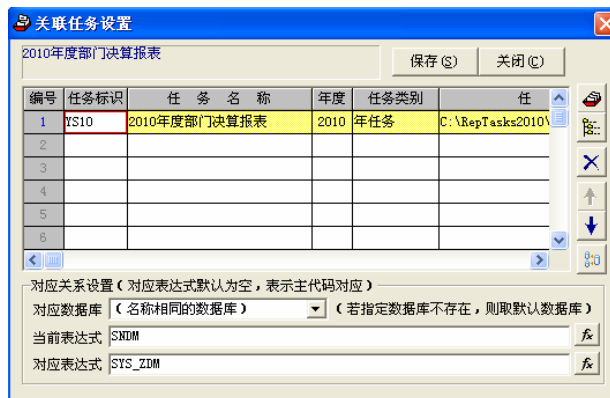 关联任务设置
2010年度部门决算报表
保存(S) 关闭(C)
编号 任务标识 任 务 名 称 年度 任务类别 任
1 YS10 2010年度部门决算报表 2010 年任务 C:\RepTasks2010\
2
3
4
5
6
对应关系设置(对应表达式默认为空，表示主代码对应)
对应数据库 (名称相同的数据库) (若指定数据库不存在，则取默认数据库)
当前表达式 SNDM fx
对应表达式 SYS_ZDM fx